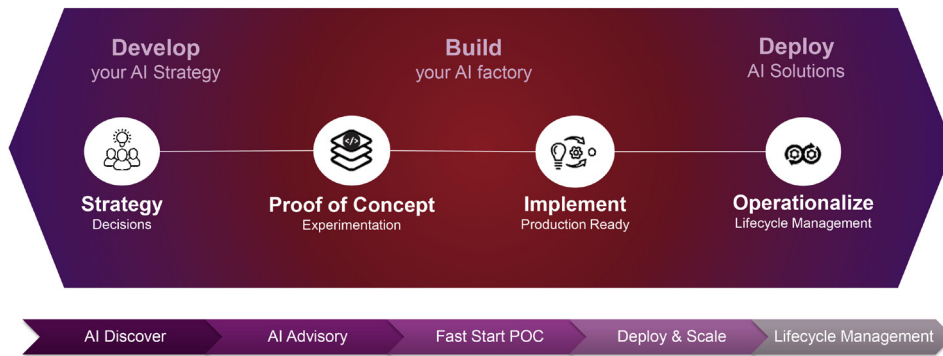 Develop
your AI Strategy
Build
your AI factory
Deploy
AI Solutions
</>
Strategy
Decisions
Proof of Concept
Experimentation
Implement
Production Ready
Operationalize
Lifecycle Management
AI Discover
AI Advisory
Fast Start POC
Deploy & Scale
Lifecycle Management